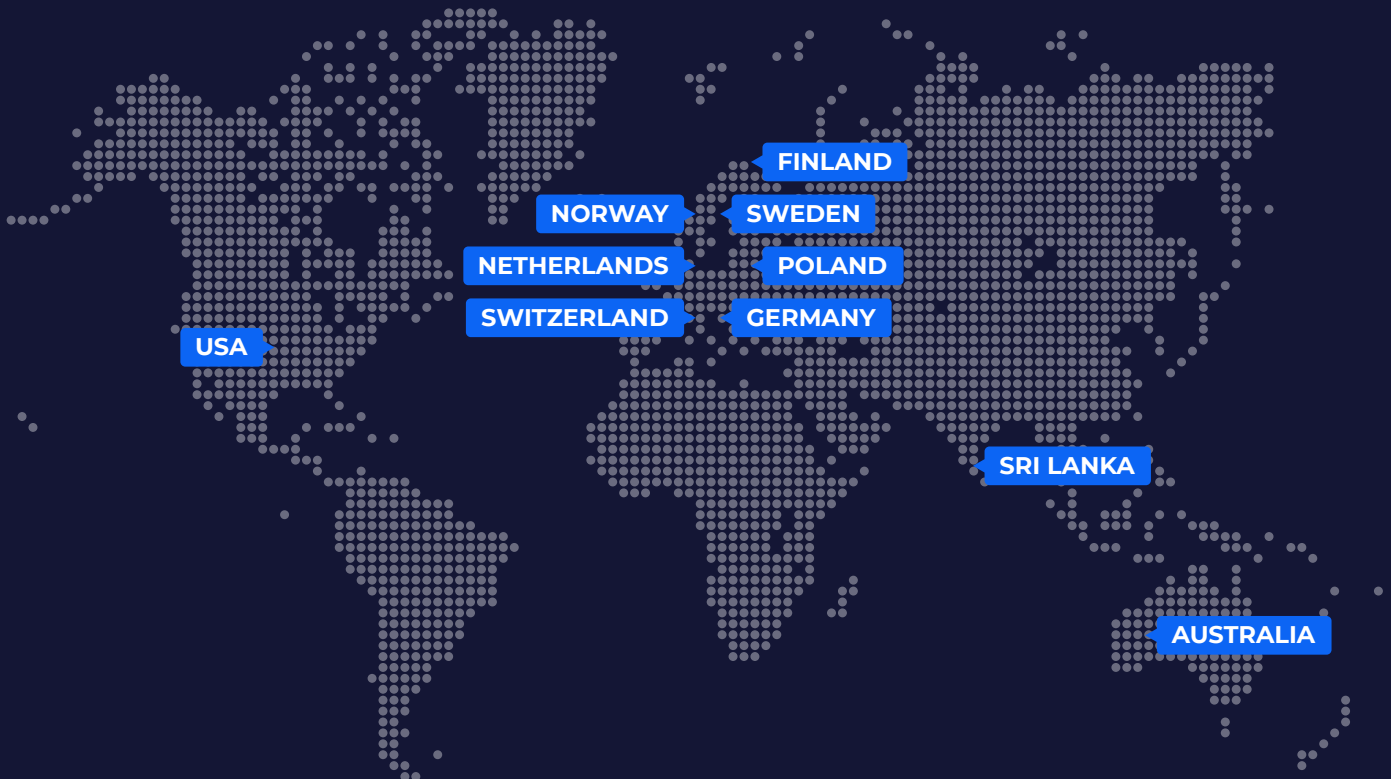 FINLAND
NORWAY
SWEDEN
NETHERLANDS
POLAND
SWITZERLAND
GERMANY
USA
SRI LANKA
AUSTRALIA